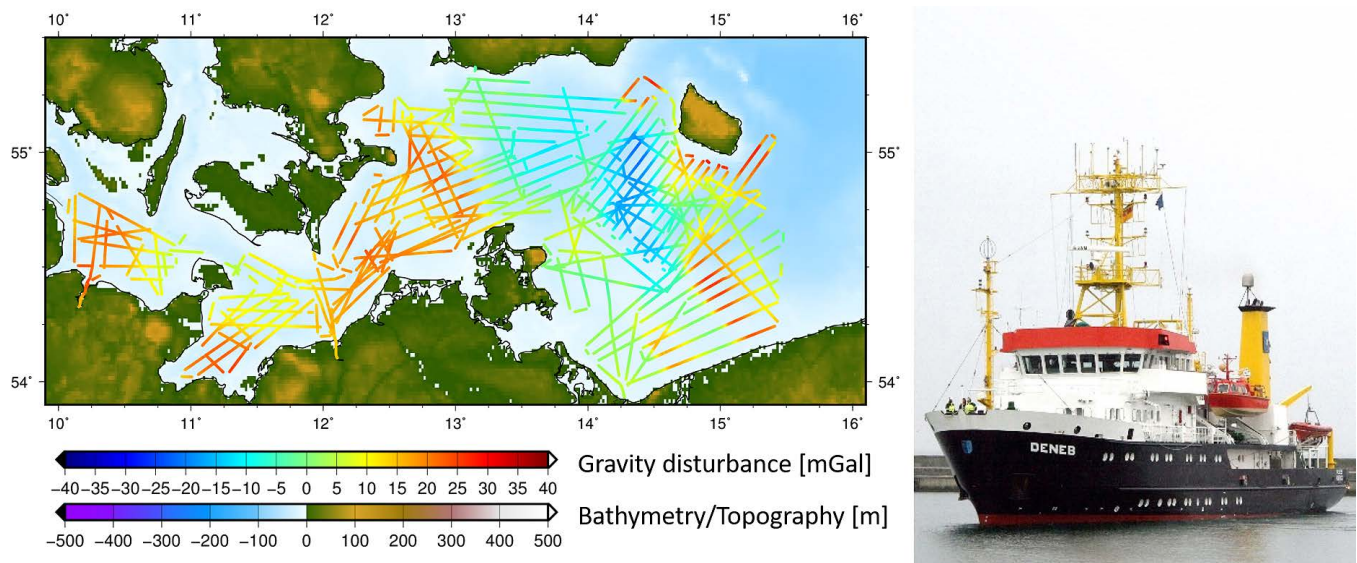 10° 11° 12° 13° 14° 15° 16°
55° 55°
54° 54°
10° 11° 12° 13° 14° 15° 16°
−40 −35 −30 −25 −20 −15 −10 −5 0 5 10 15 20 25 30 35 40
Gravity disturbance [mGal]
−500 −400 −300 −200 −100 0 100 200 300 400 500
Bathymetry/Topography [m]
DENEB